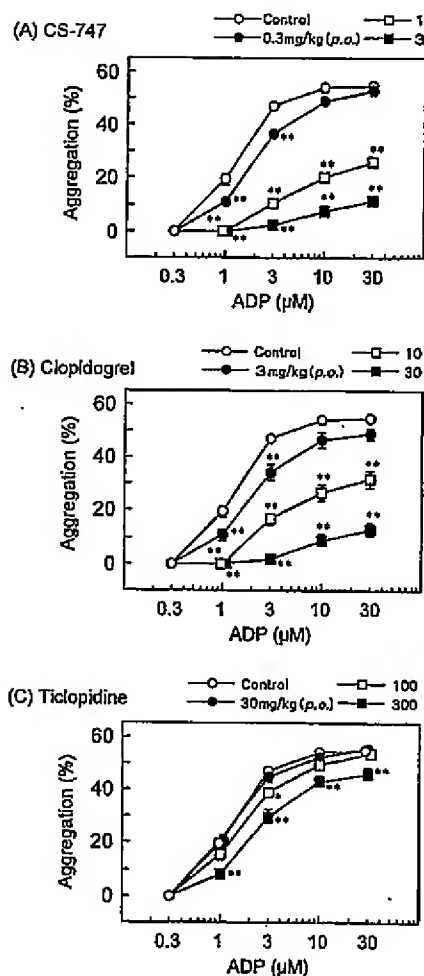 (A) CS-747
Control 1
0.3mg/kg (p.o.) 3
Aggregation (%)
60
40
20
0
** ** ** ** ** **
** ** ** ** **
0.3 1 3 10 30
ADP (µM)
(B) Clopidogrel
Control 10
3mg/kg (p.o.) 30
Aggregation (%)
60
40
20
0
** ** ** ** ** **
** ** ** ** **
0.3 1 3 10 30
ADP (µM)
(C) Ticlopidine
Control 100
30mg/kg (p.o.) 300
Aggregation (%)
60
40
20
0
* ** ** ** **
0.3 1 3 10 30
ADP (µM)